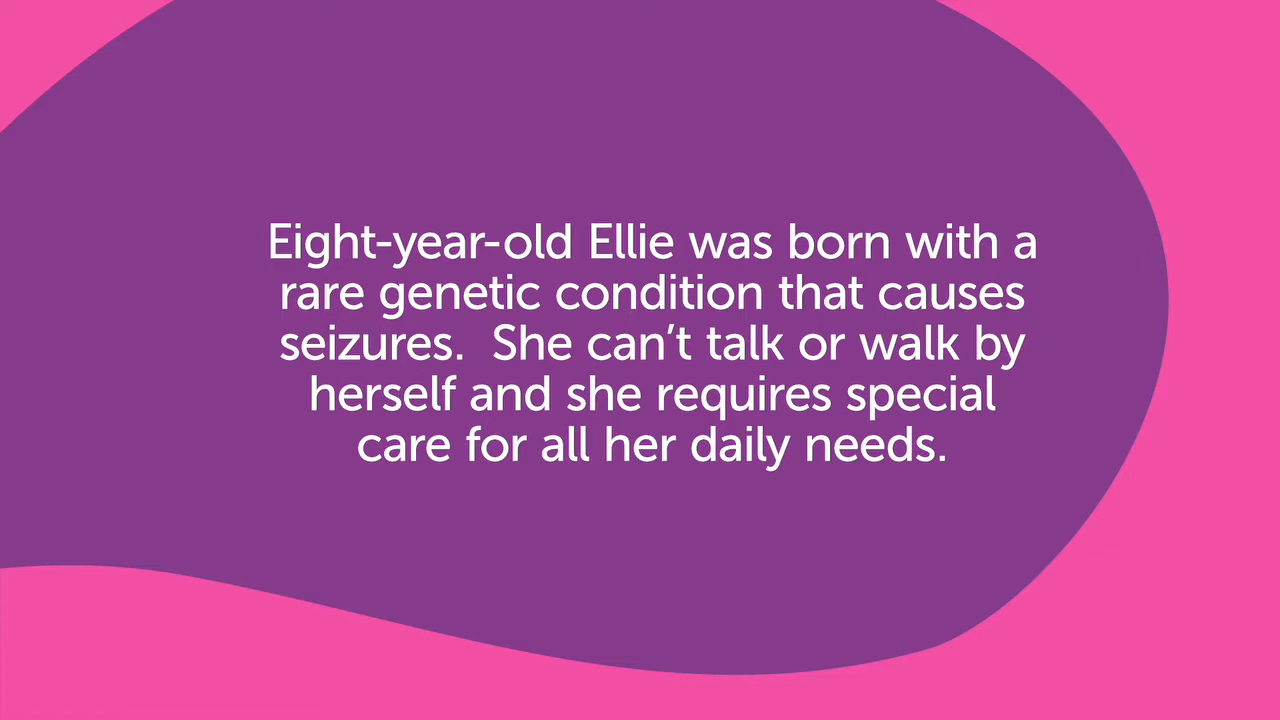 Eight-year-old Ellie was born with a
rare genetic condition that causes
seizures.  She can’t talk or walk by
herself and she requires special
care for all her daily needs.